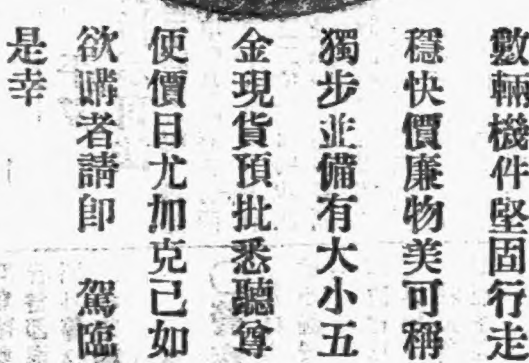 數輛機件堅固行走
穩快價廉物美可稱
獨步並備有大小五
金現貨預批悉聽尊
便價目尤加克己如
欲購者請卽　駕臨
是幸